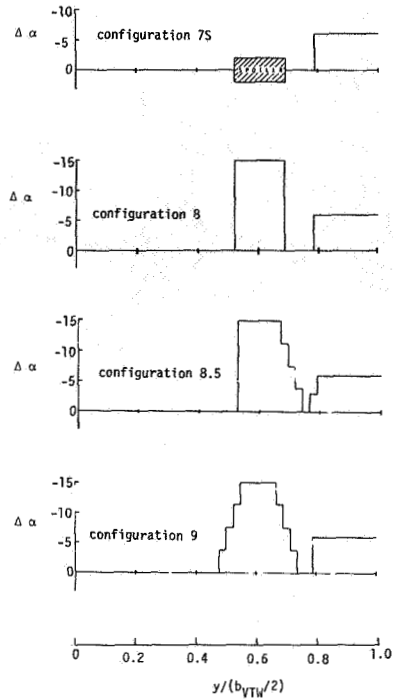 -10
Δ α
-5
configuration 7S
0
-15
-10
Δ α
configuration 8
-5
0
-15
-10
Δ α
configuration 8.5
-5
0
-15
-10
Δ α
configuration 9
-5
0
0 0.2 0.4 0.6 0.8 1.0
y/(bVTW/2)